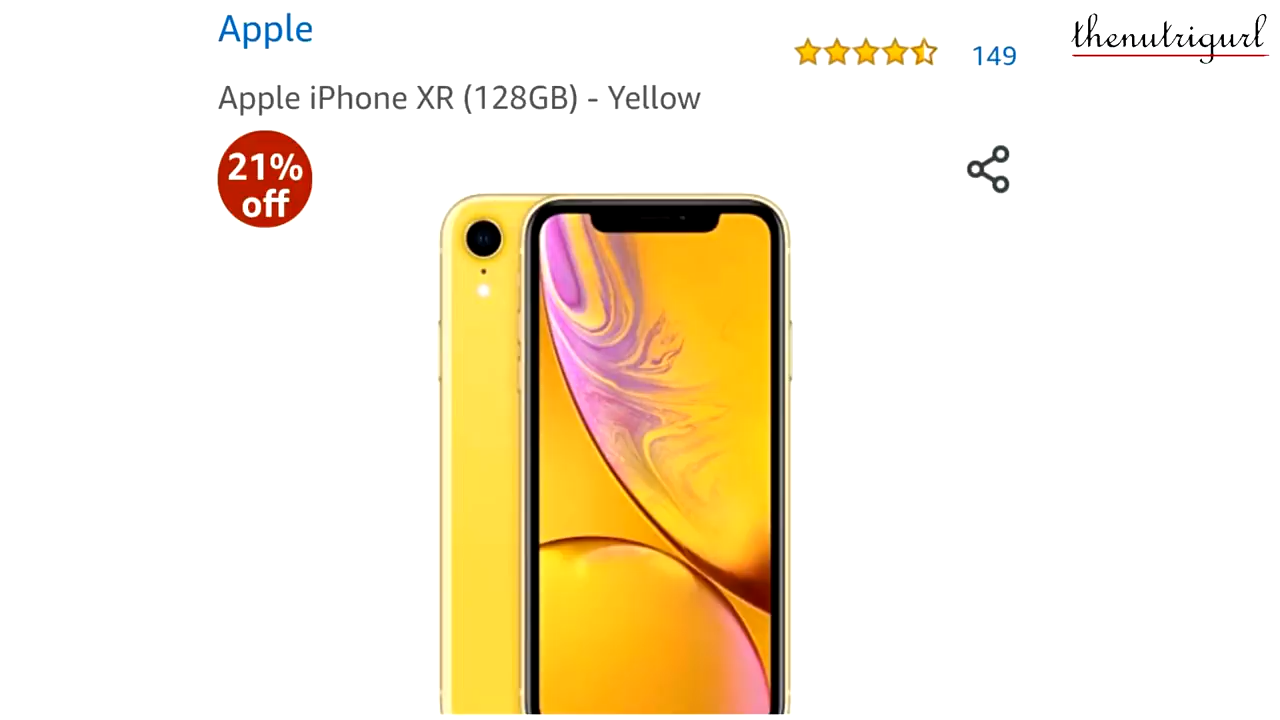 Apple
149
thenutrigurl
Apple iPhone XR (128GB) - Yellow
21%
off